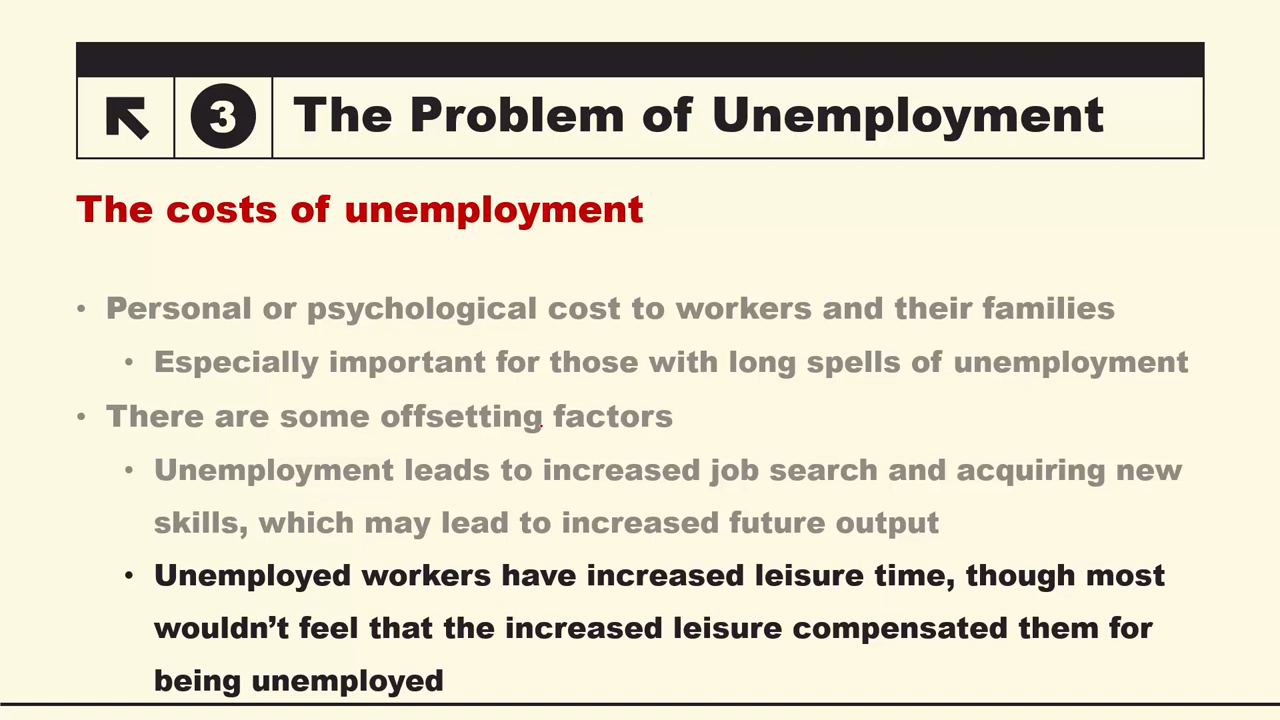 3 The Problem of Unemployment
The costs of unemployment
• Personal or psychological cost to workers and their families
• Especially important for those with long spells of unemployment
• There are some offsetting factors
• Unemployment leads to increased job search and acquiring new
skills, which may lead to increased future output
• Unemployed workers have increased leisure time, though most
wouldn’t feel that the increased leisure compensated them for
being unemployed